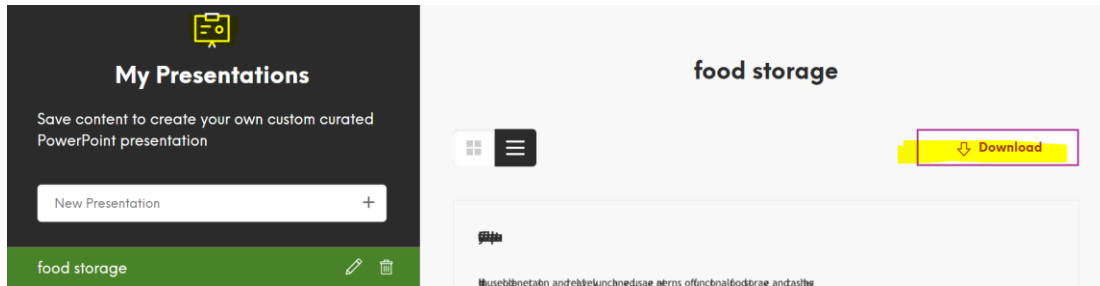 My Presentations
Save content to create your own custom curated
PowerPoint presentation
New Presentation
food storage
food storage
Download